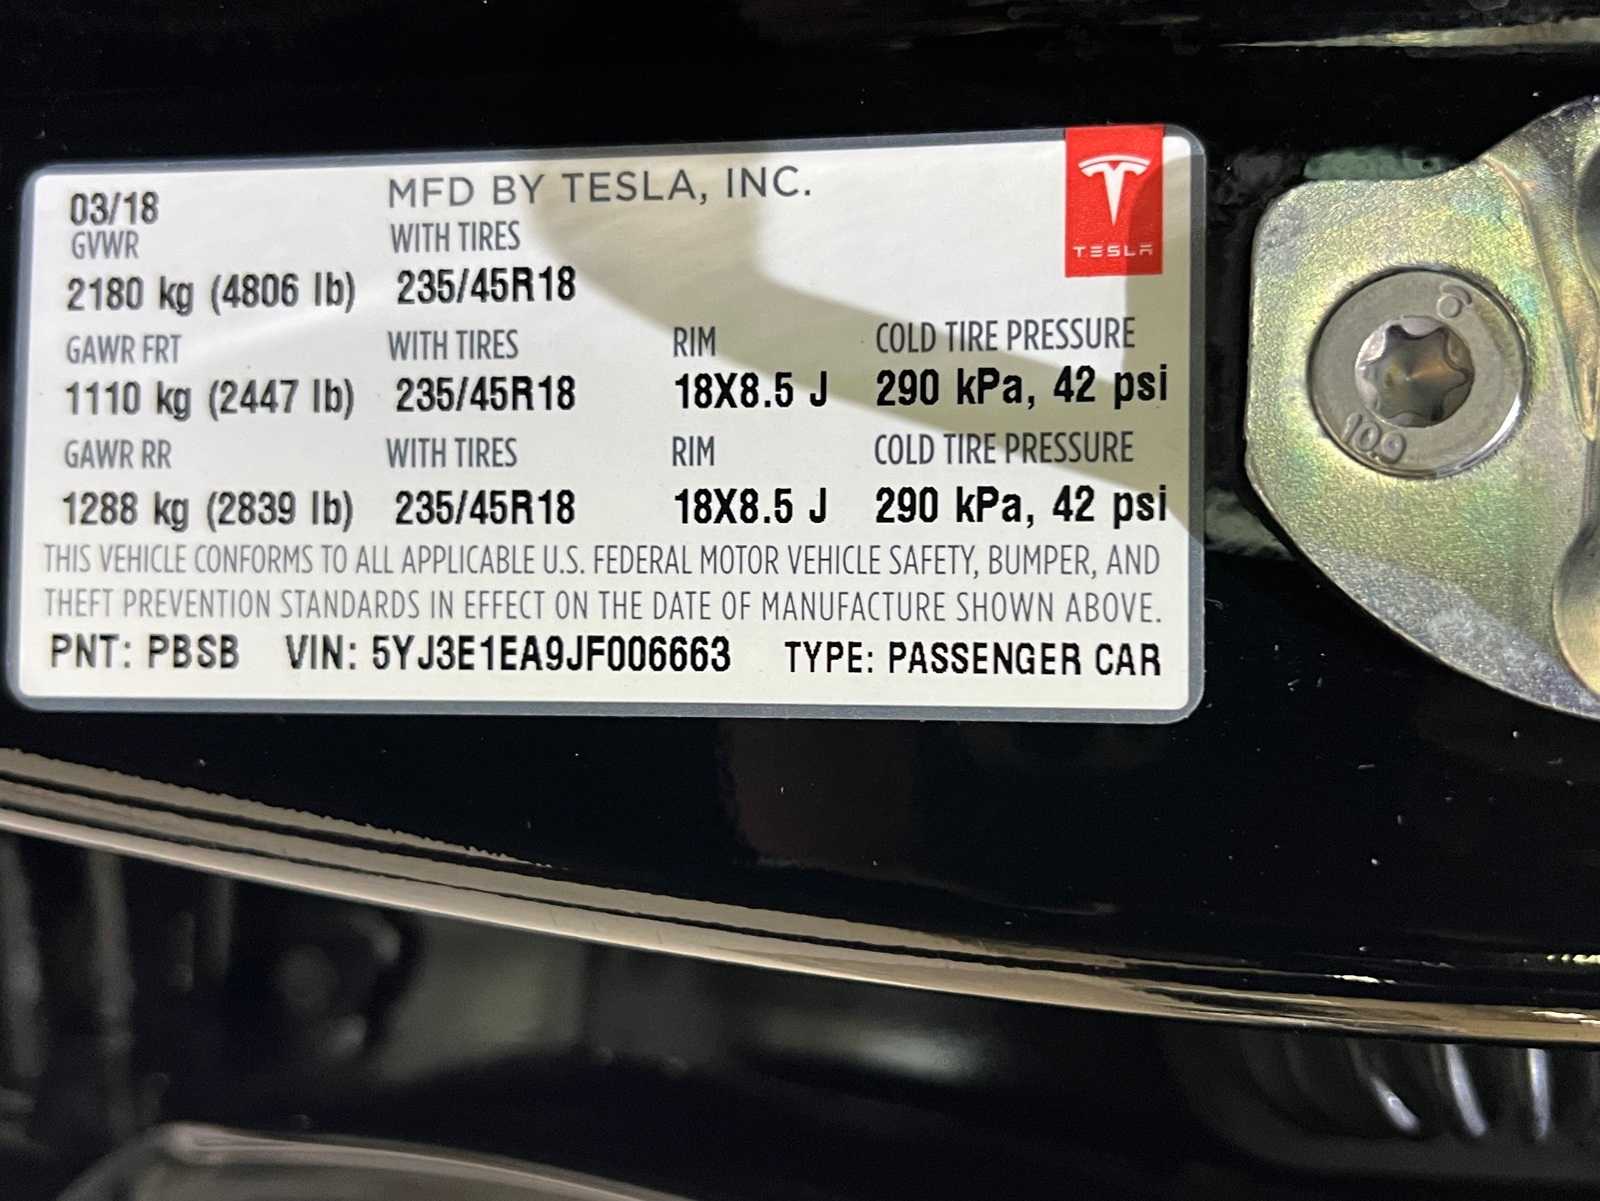 03/18 MFD BY TESLA, INC.
GVWR WITH TIRES
2180 kg (4806 lb) 235/45R18
TESLA
GAWR FRT WITH TIRES RIM COLD TIRE PRESSURE
1110 kg (2447 lb) 235/45R18 18X8.5 J 290 kPa, 42 psi
GAWR RR WITH TIRES RIM COLD TIRE PRESSURE
1288 kg (2839 lb) 235/45R18 18X8.5 J 290 kPa, 42 psi
THIS VEHICLE CONFORMS TO ALL APPLICABLE U.S. FEDERAL MOTOR VEHICLE SAFETY, BUMPER, AND
THEFT PREVENTION STANDARDS IN EFFECT ON THE DATE OF MANUFACTURE SHOWN ABOVE.
PNT: PBSB VIN: 5YJ3E1EA9JF006663 TYPE: PASSENGER CAR
10.9